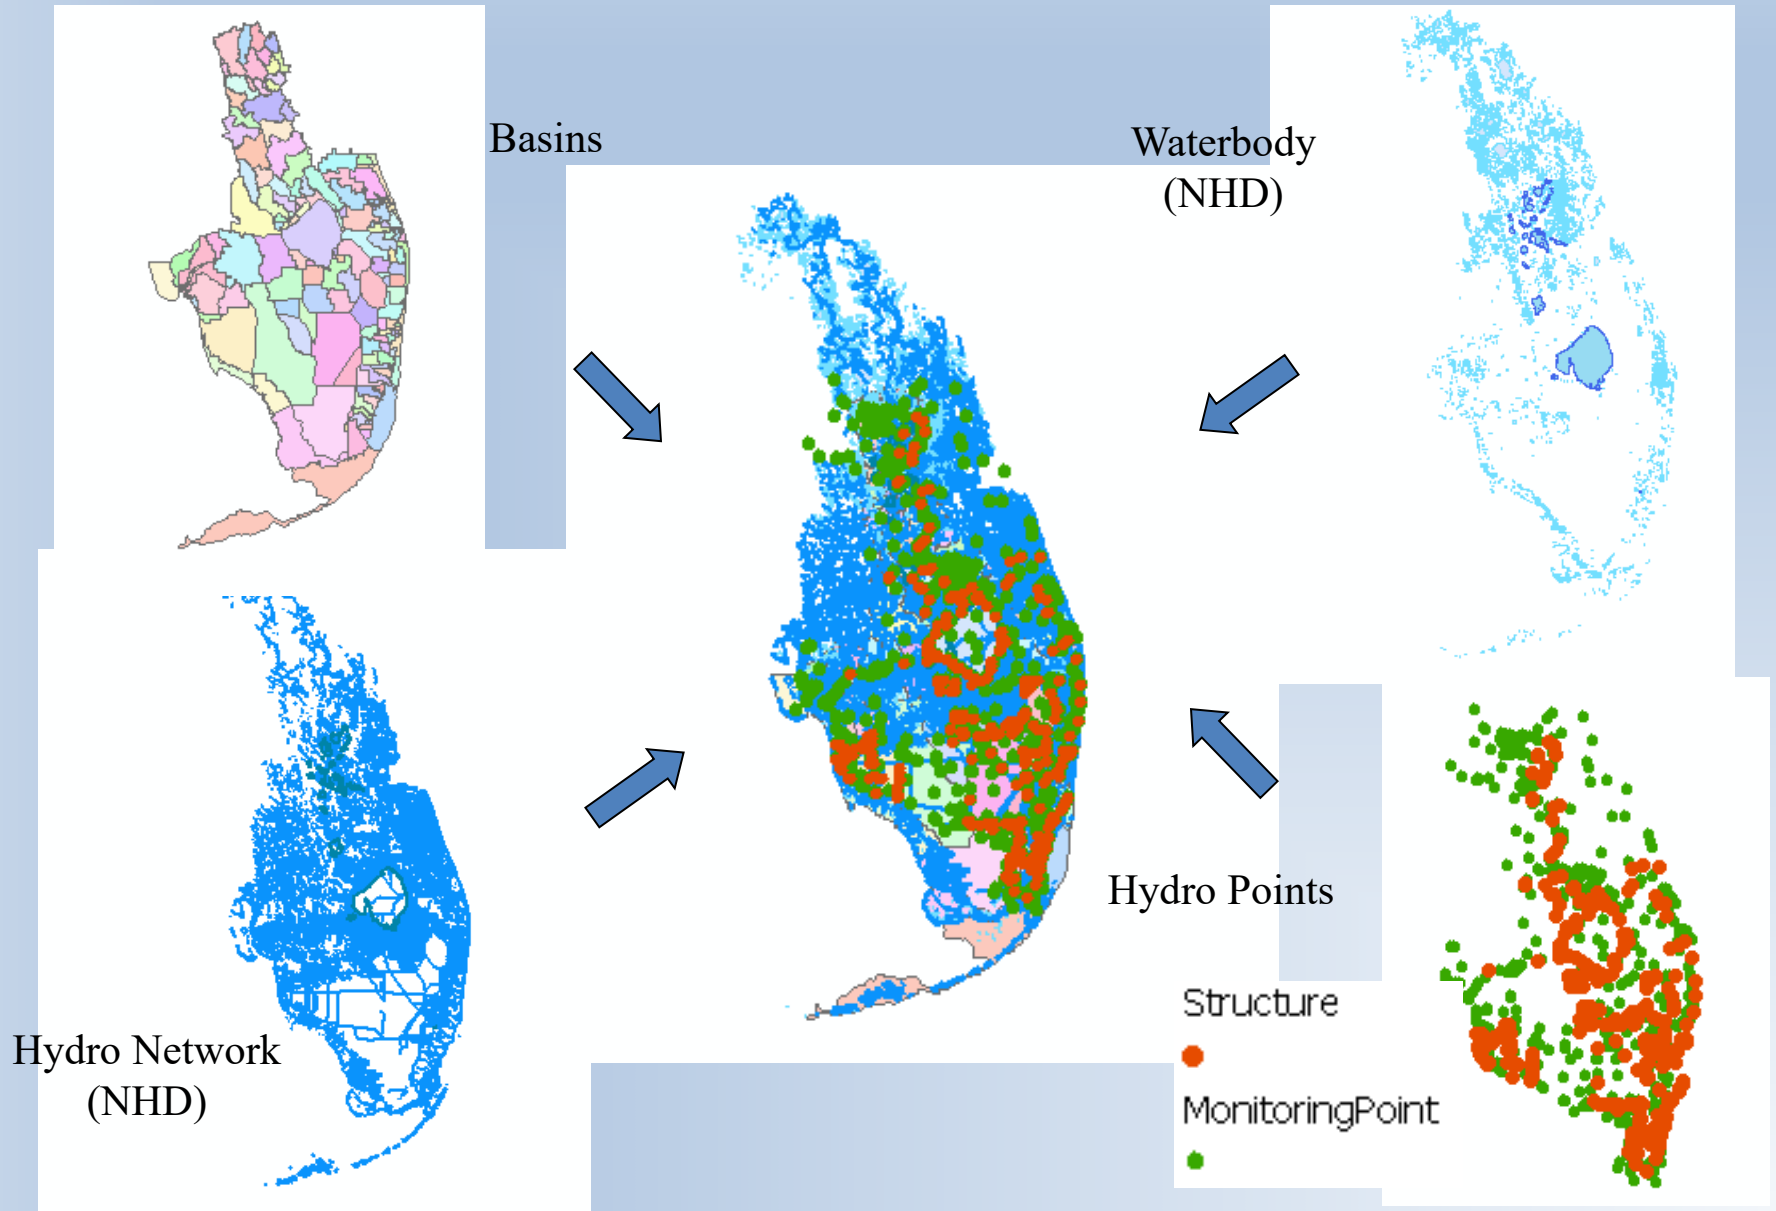 Basins
Waterbody
(NHD)
Hydro Network
(NHD)
Hydro Points
Structure
MonitoringPoint